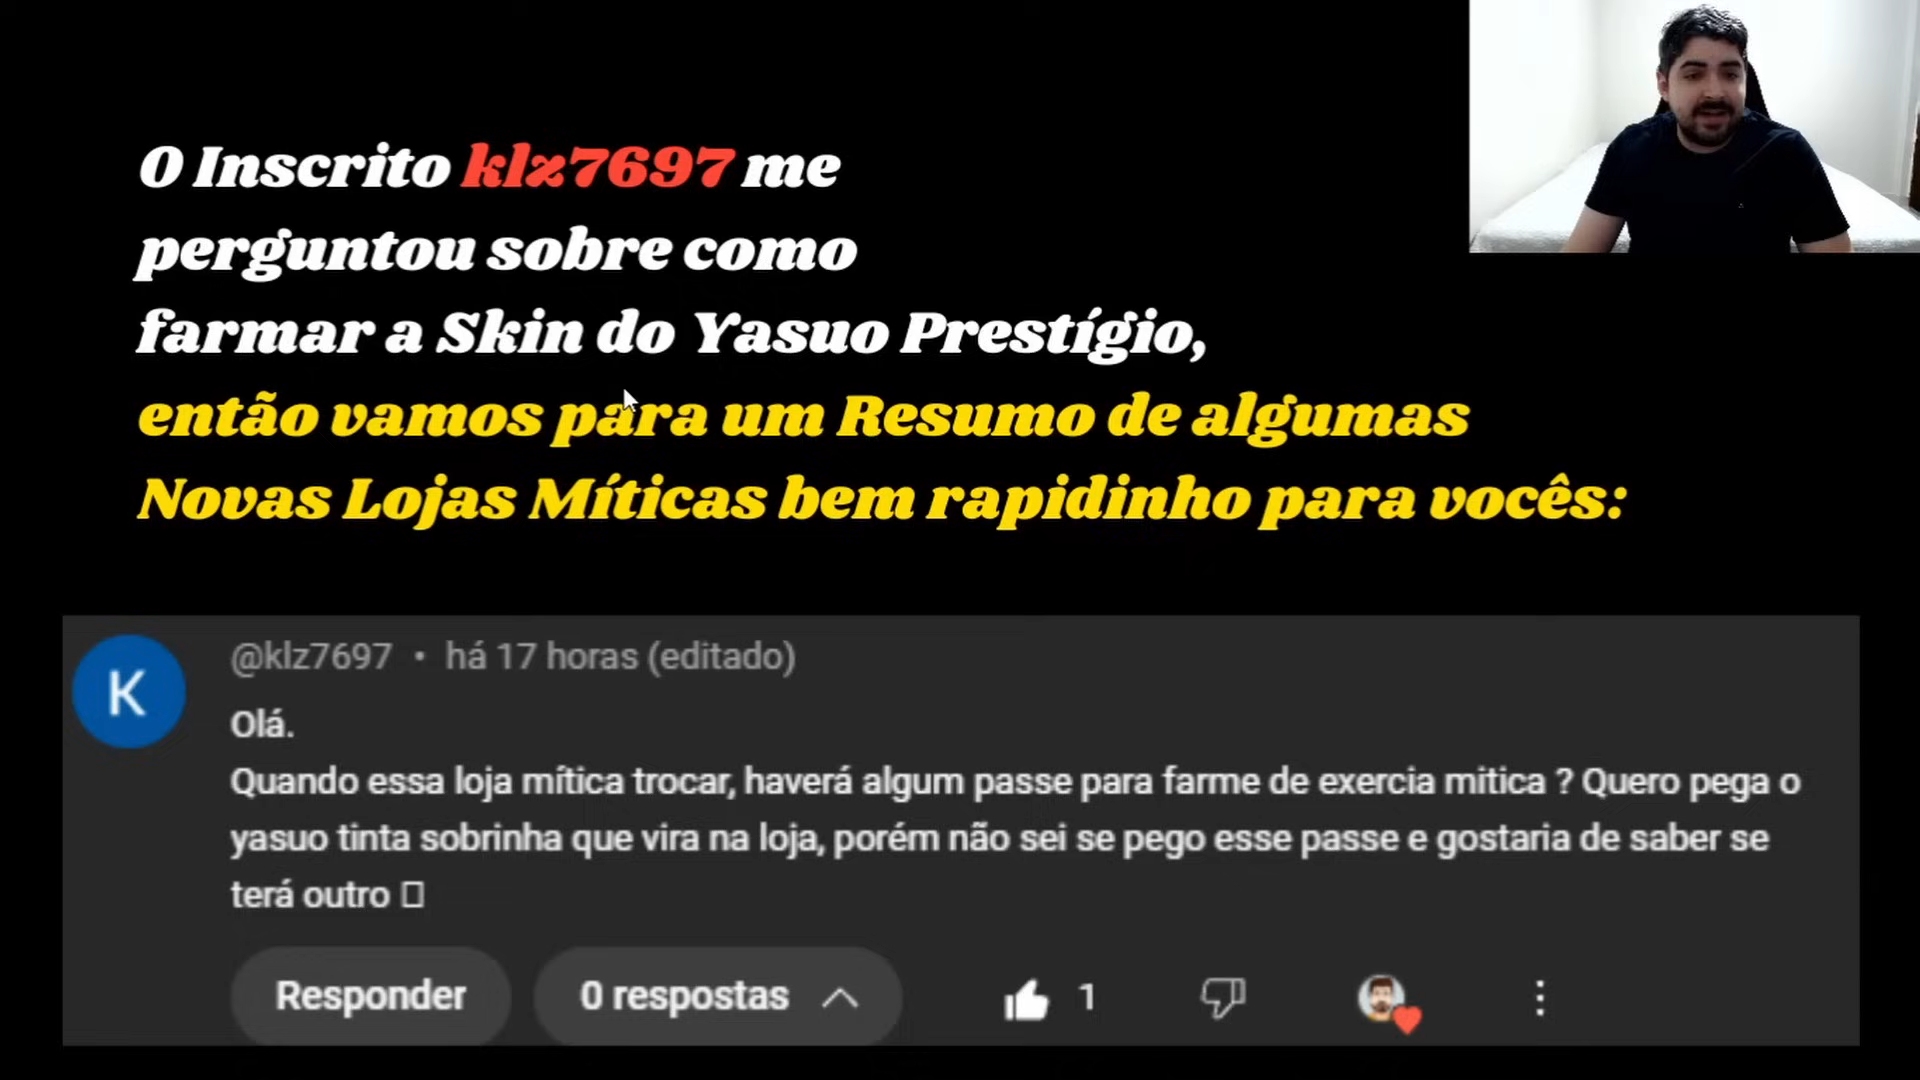 O Inscrito klz7697 me
perguntou sobre como
farmar a Skin do Yasuo Prestígio,
então vamos para um Resumo de algumas
Novas Lojas Míticas bem rapidinho para vocês:
K
@klz7697 • há 17 horas (editado)
Olá.
Quando essa loja mítica trocar, haverá algum passe para farme de exercia mitica ? Quero pega o
yasuo tinta sobrinha que vira na loja, porém não sei se pego esse passe e gostaria de saber se
terá outro
Responder
0 respostas
1